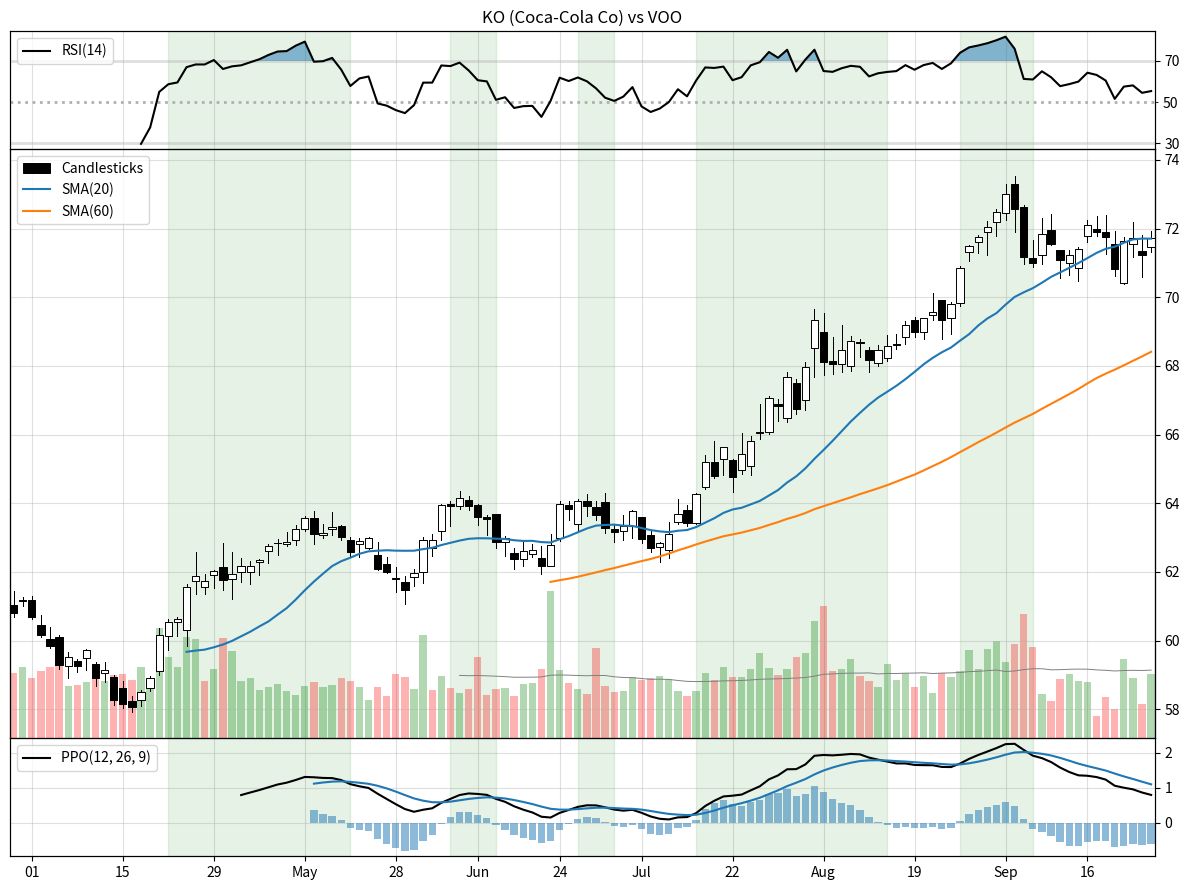 KO (Coca-Cola Co) vs VOO
RSI(14)
70
50
30
Candlesticks
SMA(20)
SMA(60)
74
72
70
68
66
64
62
60
58
PPO(12, 26, 9)
2
1
0
01 15 29 May 28 Jun 24 Jul 22 Aug 19 Sep 16